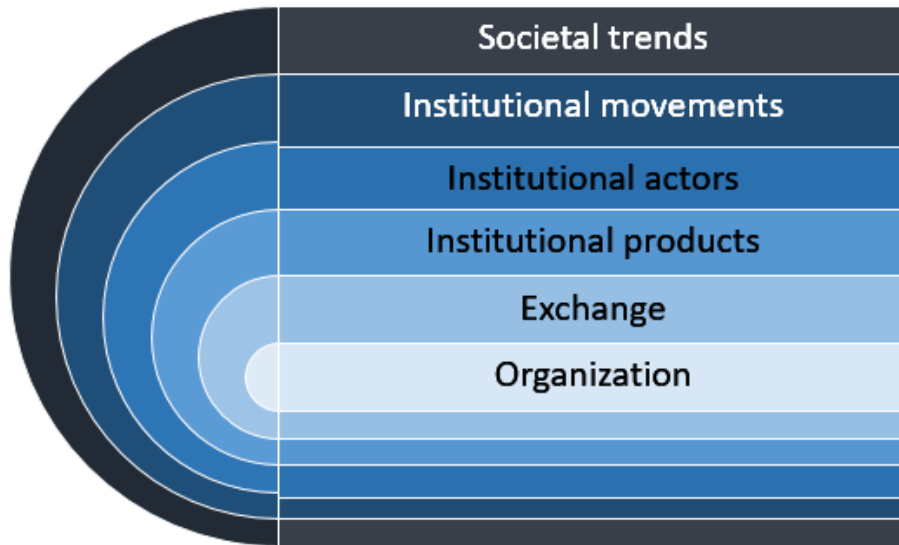 Societal trends
Institutional movements
Institutional actors
Institutional products
Exchange
Organization